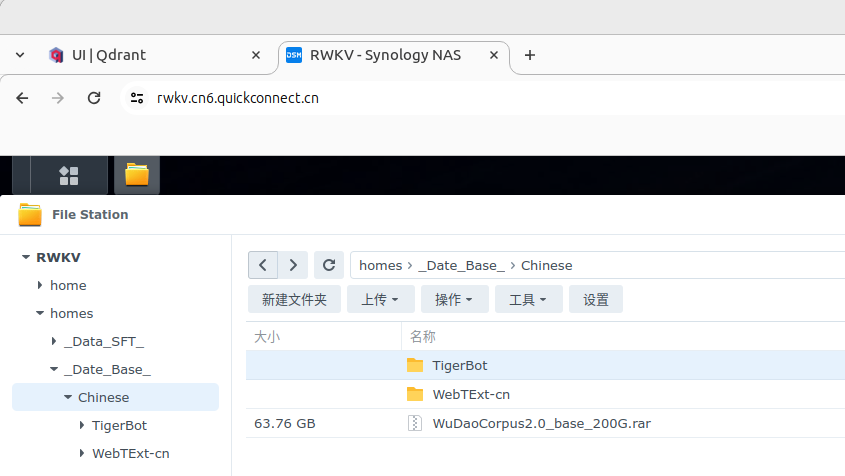 UI | Qdrant
DSM RWKV - Synology NAS
rwkv.cn6.quickconnect.cn
File Station
RWKV
home
homes
_Data_SFT_
_Date_Base_
Chinese
TigerBot
WebTExt-cn
homes › _Date_Base_ › Chinese
新建文件夹 上传 操作 工具 设置
大小 名称
TigerBot
WebTExt-cn
63.76 GB WuDaoCorpus2.0_base_200G.rar